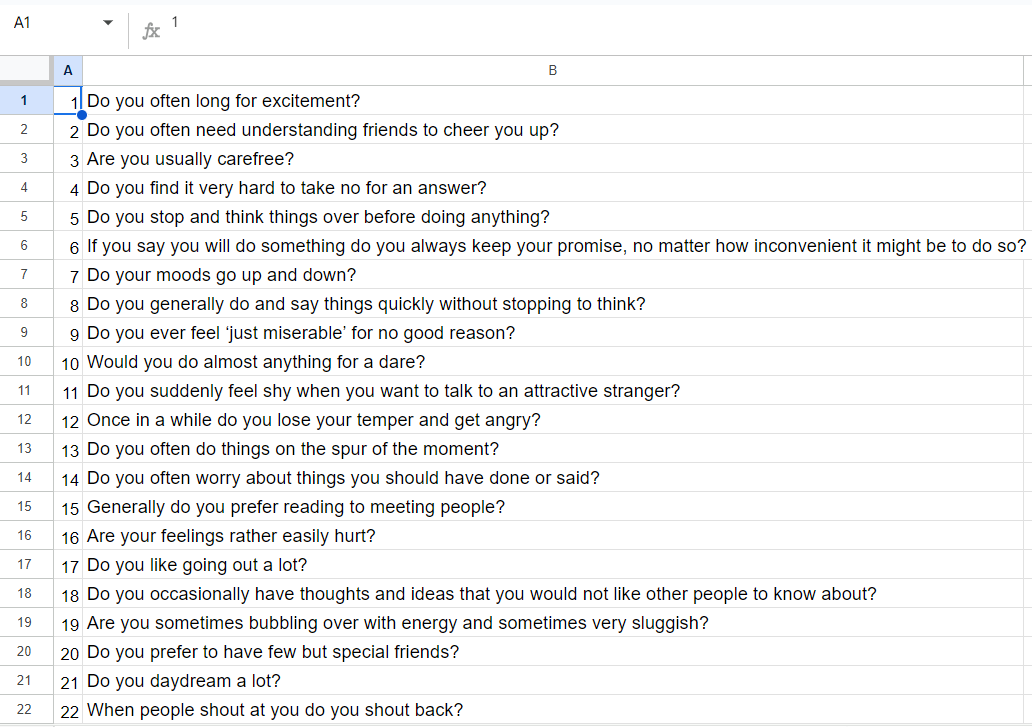 A1 fx 1
A B
1 1 Do you often long for excitement?
2 2 Do you often need understanding friends to cheer you up?
3 3 Are you usually carefree?
4 4 Do you find it very hard to take no for an answer?
5 5 Do you stop and think things over before doing anything?
6 6 If you say you will do something do you always keep your promise, no matter how inconvenient it might be to do so?
7 7 Do your moods go up and down?
8 8 Do you generally do and say things quickly without stopping to think?
9 9 Do you ever feel ‘just miserable’ for no good reason?
10 10 Would you do almost anything for a dare?
11 11 Do you suddenly feel shy when you want to talk to an attractive stranger?
12 12 Once in a while do you lose your temper and get angry?
13 13 Do you often do things on the spur of the moment?
14 14 Do you often worry about things you should have done or said?
15 15 Generally do you prefer reading to meeting people?
16 16 Are your feelings rather easily hurt?
17 17 Do you like going out a lot?
18 18 Do you occasionally have thoughts and ideas that you would not like other people to know about?
19 19 Are you sometimes bubbling over with energy and sometimes very sluggish?
20 20 Do you prefer to have few but special friends?
21 21 Do you daydream a lot?
22 22 When people shout at you do you shout back?